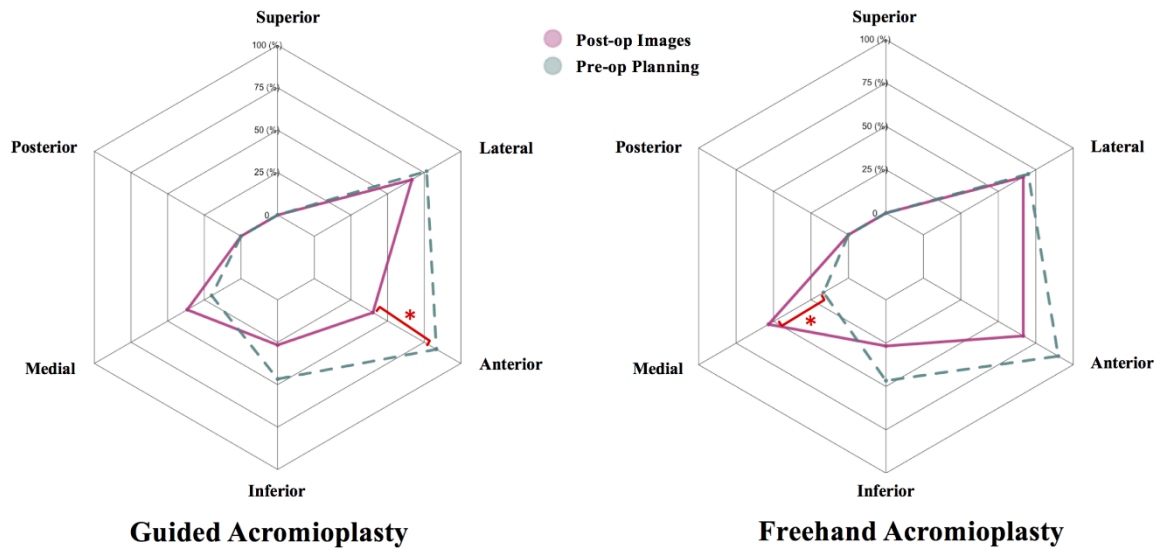 Superior
100 (%)
75 (%)
50 (%)
25 (%)
0
Posterior
Lateral
Medial
Anterior
Inferior
*
Guided Acromioplasty
Post-op Images
Pre-op Planning
Superior
100 (%)
75 (%)
50 (%)
25 (%)
0
Posterior
Lateral
Medial
Anterior
Inferior
*
Freehand Acromioplasty